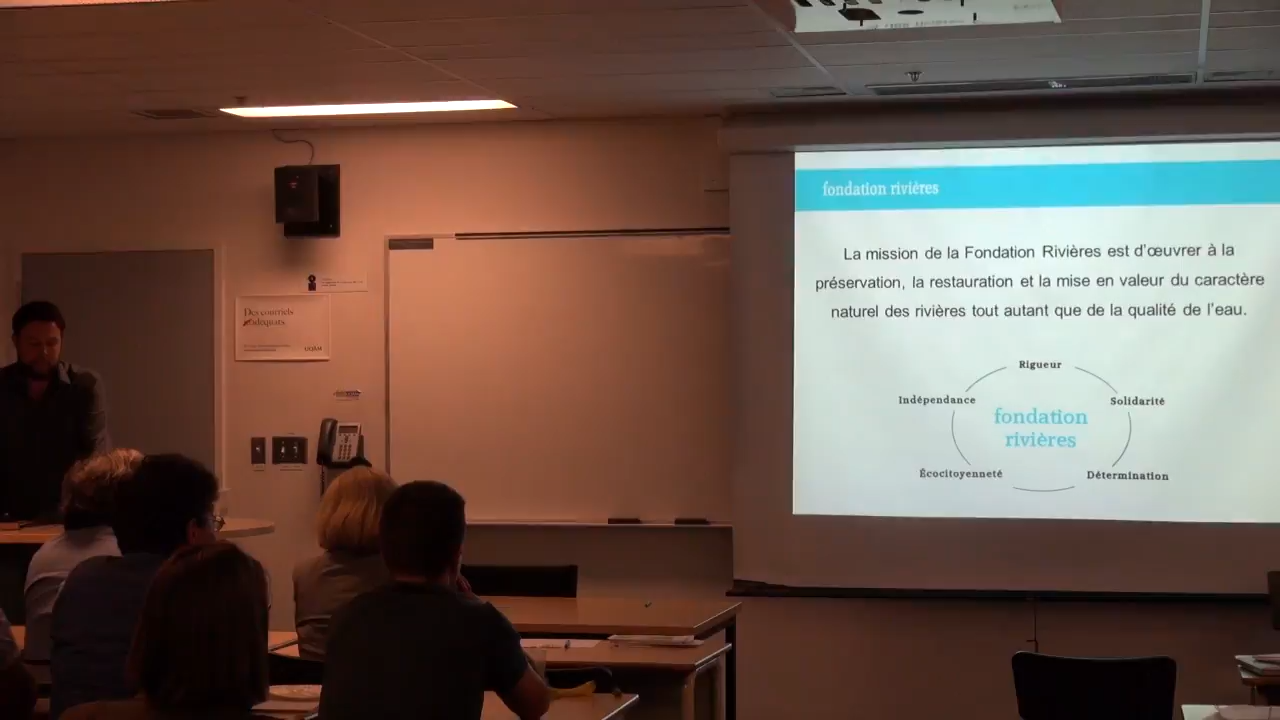 fondation rivières
La mission de la Fondation Rivières est d'œuvrer à la
préservation, la restauration et la mise en valeur du caractère
naturel des rivières tout autant que de la qualité de l'eau.
Rigueur
Indépendance
Solidarité
fondation
rivières
Écocitoyenneté
Détermination
Des courriels
adéquats
UQAM